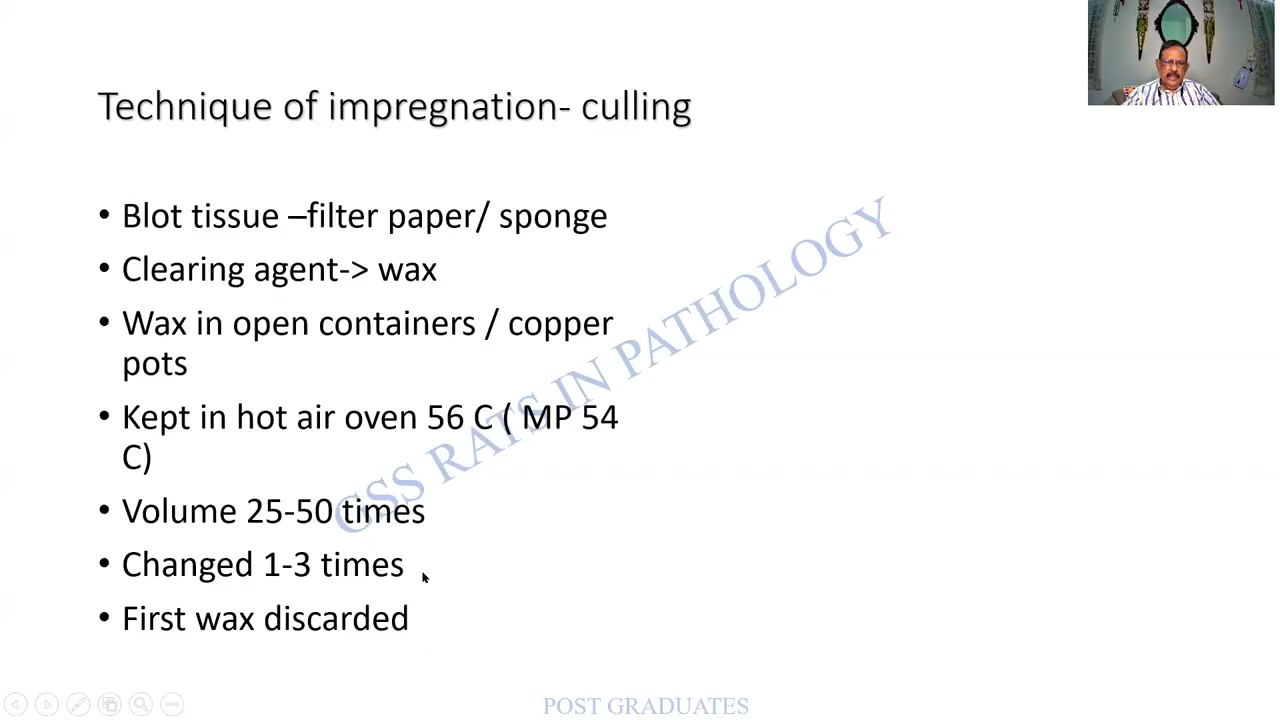 Technique of impregnation- culling
• Blot tissue –filter paper/ sponge
• Clearing agent-> wax
• Wax in open containers / copper
pots
• Kept in hot air oven 56 C ( MP 54
C)
• Volume 25-50 times
• Changed 1-3 times
• First wax discarded
GSS RATS IN PATHOLOGY
POST GRADUATES